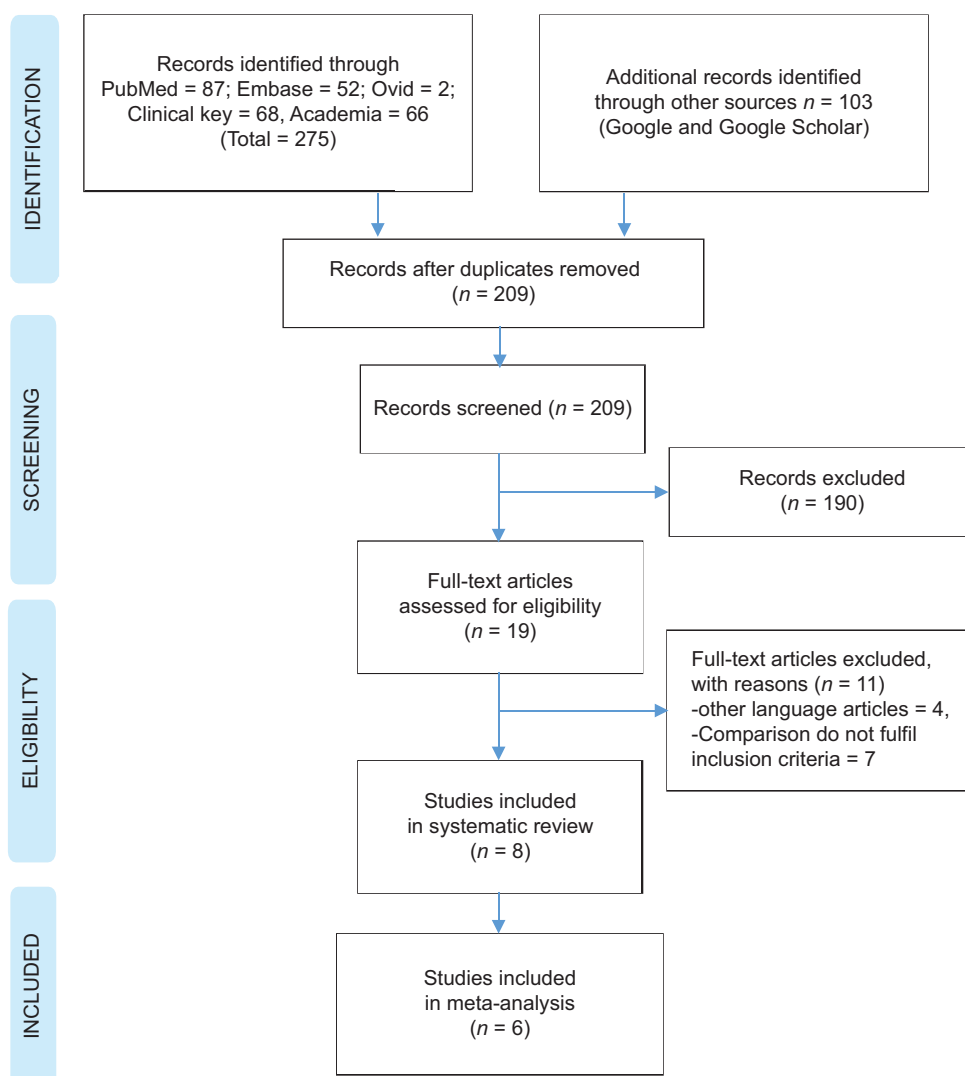 IDENTIFICATION
Records identified through
PubMed = 87; Embase = 52; Ovid = 2;
Clinical key = 68, Academia = 66
(Total = 275)
Additional records identified
through other sources n = 103
(Google and Google Scholar)
Records after duplicates removed
(n = 209)
SCREENING
Records screened (n = 209)
Records excluded
(n = 190)
ELIGIBILITY
Full-text articles
assessed for eligibility
(n = 19)
Full-text articles excluded,
with reasons (n = 11)
-other language articles = 4,
-Comparison do not fulfil
inclusion criteria = 7
Studies included
in systematic review
(n = 8)
INCLUDED
Studies included
in meta-analysis
(n = 6)